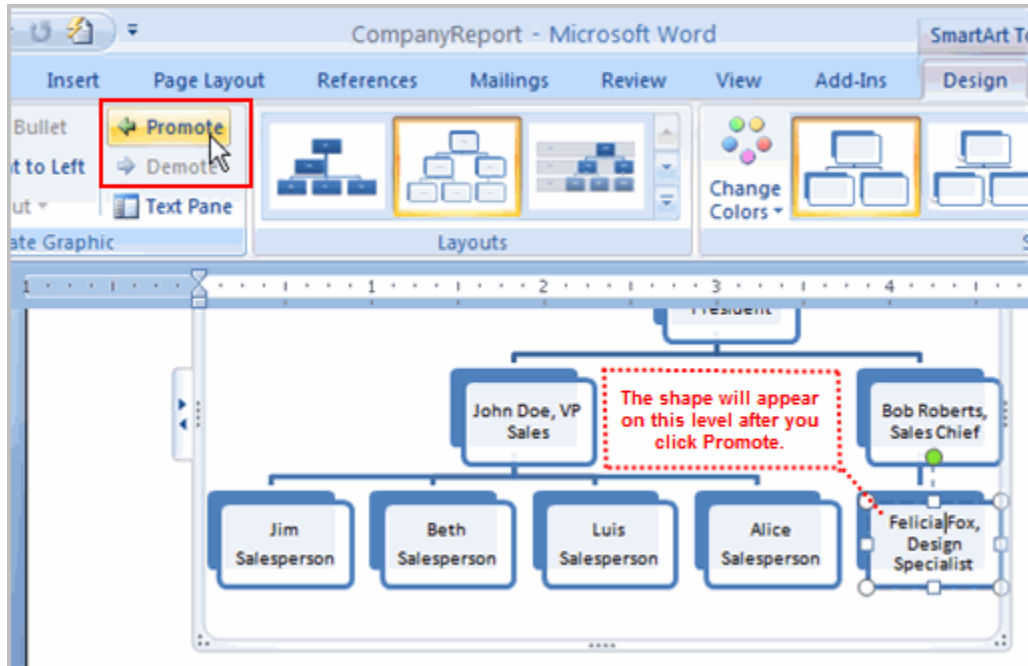 CompanyReport - Microsoft Word
SmartArt To
Insert Page Layout References Mailings Review View Add-Ins Design
Bullet
Promote
t to Left
Demote
ut
Text Pane
Change
Colors
ate Graphic
Layouts
S
1 1 2 3 4
President
John Doe, VP
Sales
The shape will appear
on this level after you
click Promote.
Bob Roberts,
Sales Chief
Jim
Salesperson
Beth
Salesperson
Luis
Salesperson
Alice
Salesperson
Felicia Fox,
Design
Specialist